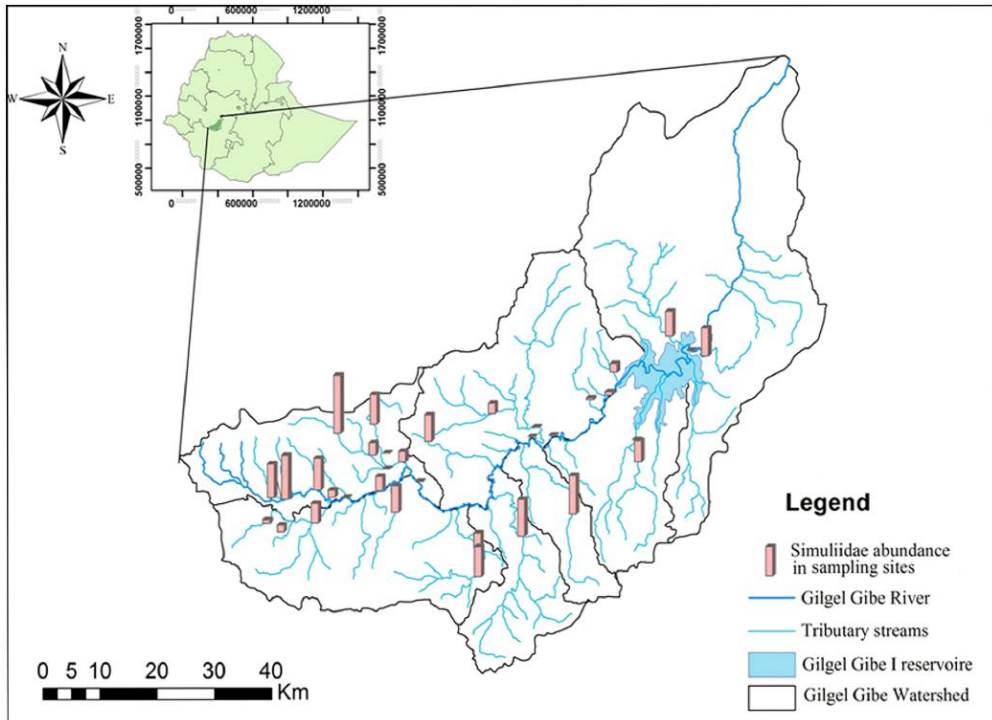 0 600000 1200000
N
W E
S
1700000
1100000
500000
1700000
1100000
500000
0 600000 1200000
Legend
Simuliidae abundance
in sampling sites
Gilgel Gibe River
Tributary streams
Gilgel Gibe I reservoire
Gilgel Gibe Watershed
0 5 10 20 30 40
Km